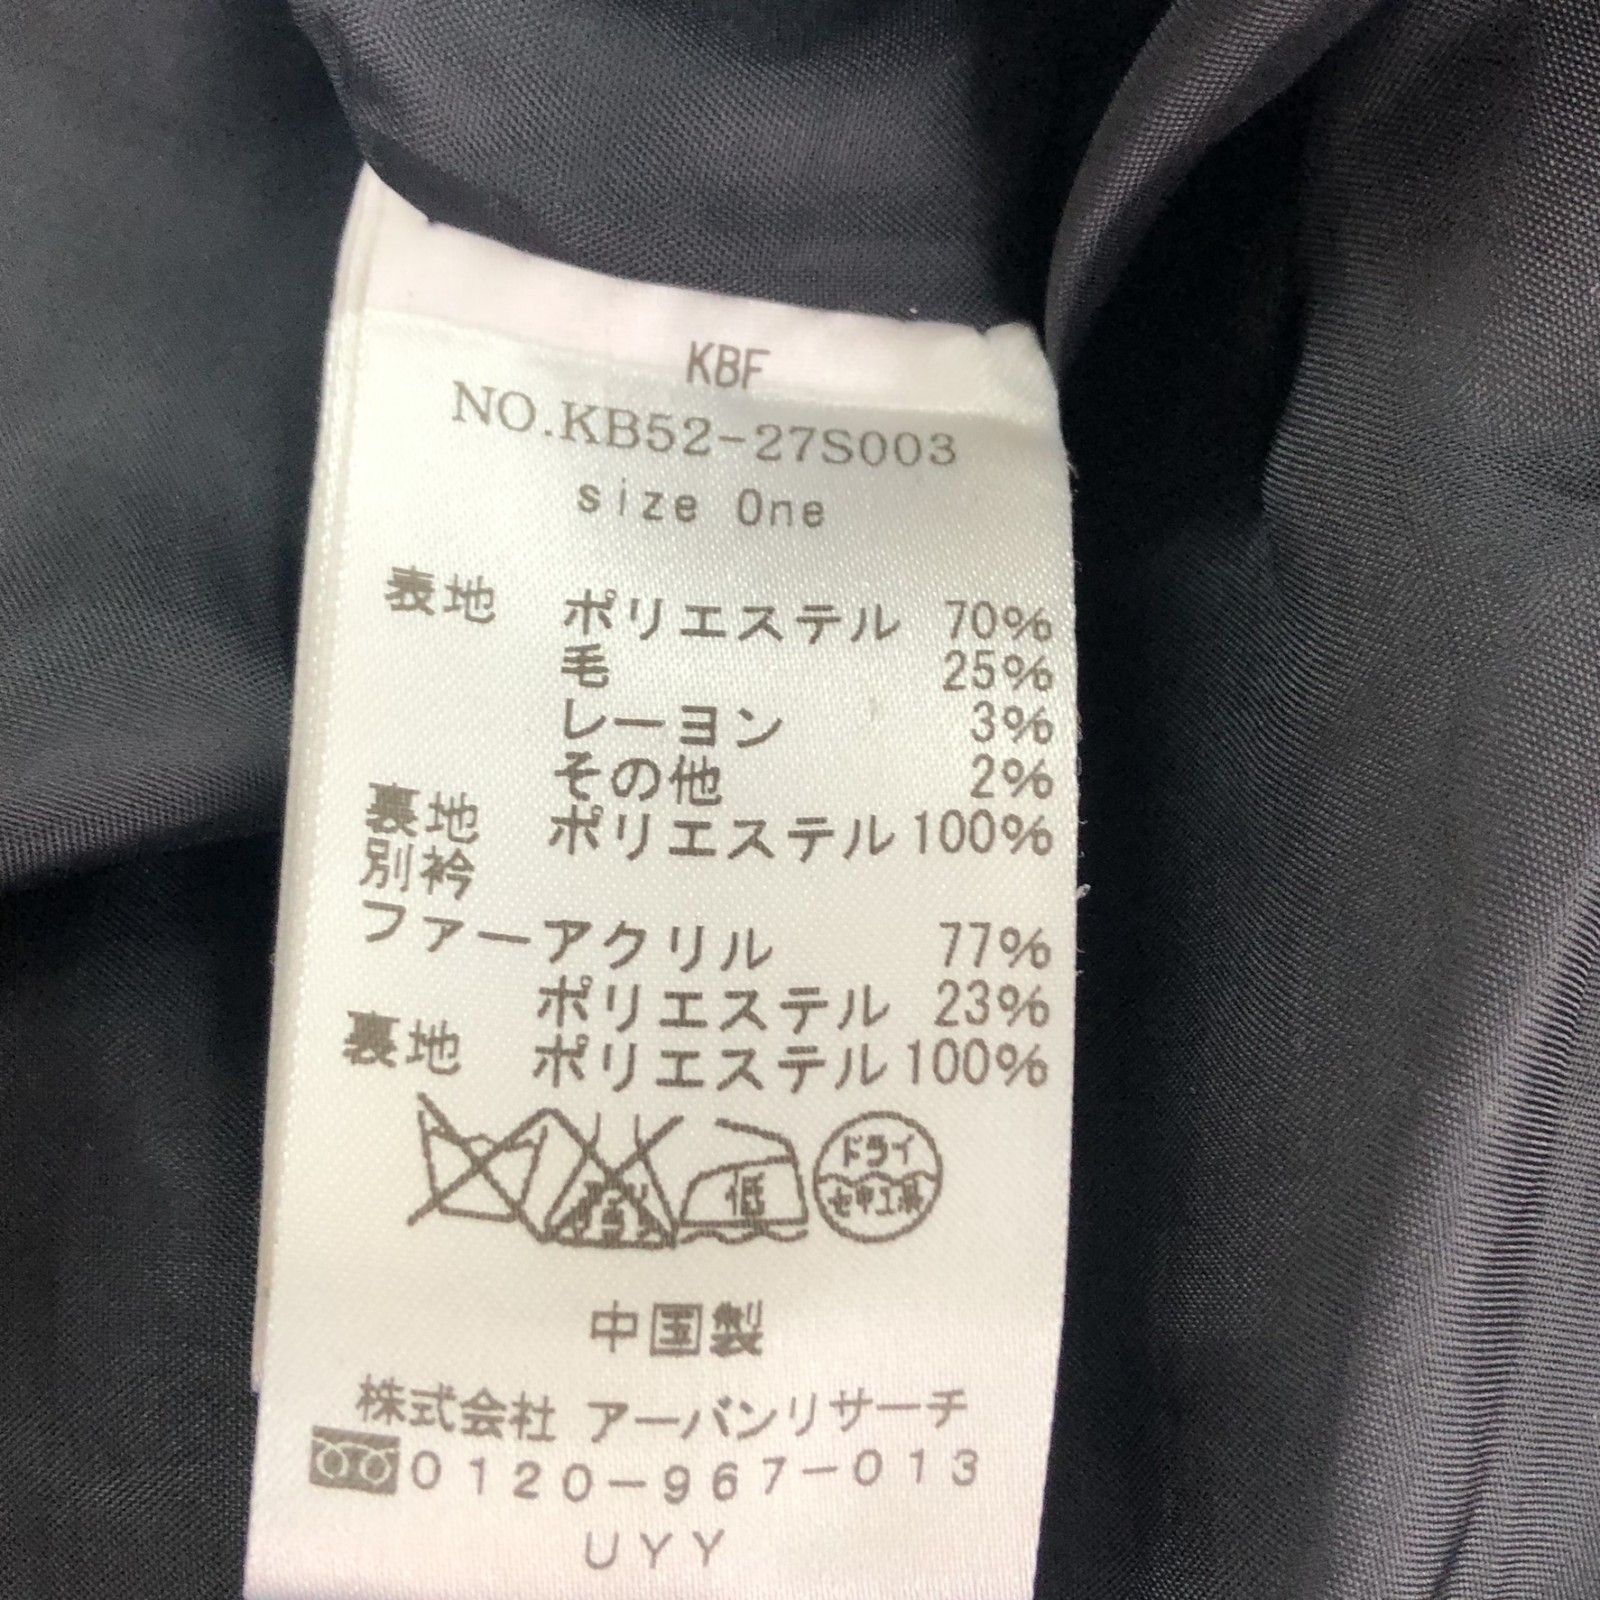 KBF
NO.KB52-27S003
size One
表地 ポリエステル 70%
毛 25%
レーヨン 3%
その他 2%
裏地 ポリエステル 100%
別衿
ファーアクリル 77%
ポリエステル 23%
裏地 ポリエステル 100%
低 ドライ
中国製
株式会社 アーバンリサーチ
0120-967-013
UYY